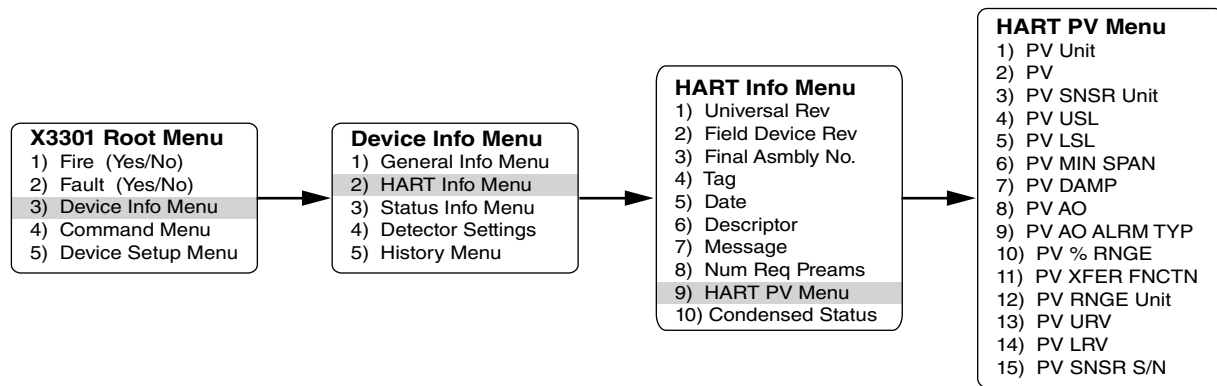 X3301 Root Menu
1) Fire (Yes/No)
2) Fault (Yes/No)
3) Device Info Menu
4) Command Menu
5) Device Setup Menu
Device Info Menu
1) General Info Menu
2) HART Info Menu
3) Status Info Menu
4) Detector Settings
5) History Menu
HART Info Menu
1) Universal Rev
2) Field Device Rev
3) Final Asmbly No.
4) Tag
5) Date
6) Descriptor
7) Message
8) Num Req Preams
9) HART PV Menu
10) Condensed Status
HART PV Menu
1) PV Unit
2) PV
3) PV SNSR Unit
4) PV USL
5) PV LSL
6) PV MIN SPAN
7) PV DAMP
8) PV AO
9) PV AO ALRM TYP
10) PV % RNGE
11) PV XFER FNCTN
12) PV RNGE Unit
13) PV URV
14) PV LRV
15) PV SNSR S/N